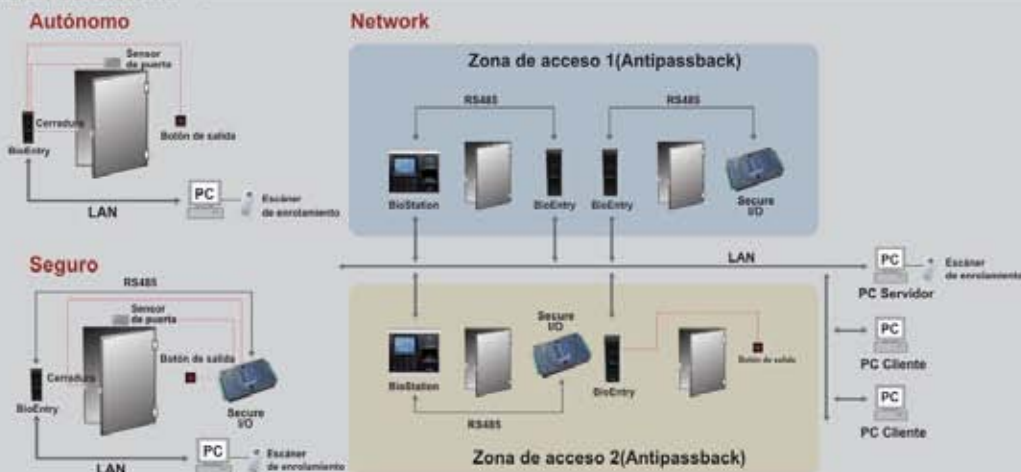 Autónomo
Sensor
de puerta
Cerradura
Botón de salida
BioEntry
LAN
PC
Escáner
de enrolamiento
Seguro
RS485
Sensor
de puerta
Botón de salida
Cerradura
BioEntry
Secure
I/O
LAN
PC
Escáner
de enrolamiento
Network
Zona de acceso 1(Antipassback)
RS485
RS485
BioStation
BioEntry
BioEntry
Secure
I/O
LAN
PC
Escáner
de enrolamiento
PC Servidor
PC
PC Cliente
PC
PC Cliente
Secure
I/O
BioStation
BioEntry
Botón de salida
RS485
Zona de acceso 2(Antipassback)